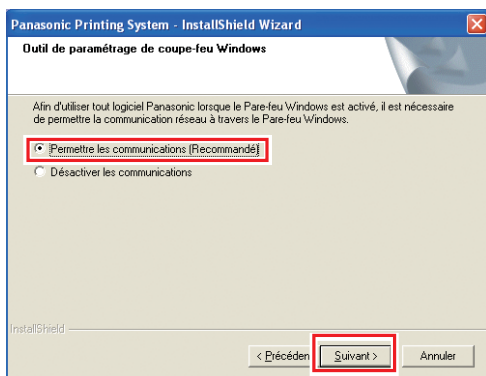 Panasonic Printing System - InstallShield Wizard
Outil de paramétrage de coupe-feu Windows
Afin d'utiliser tout logiciel Panasonic lorsque le Pare-feu Windows est activé, il est nécessaire
de permettre la communication réseau à travers le Pare-feu Windows.
Permettre les communications (Recommandé)
Désactiver les communications
InstallShield
< Précéden Suivant > Annuler